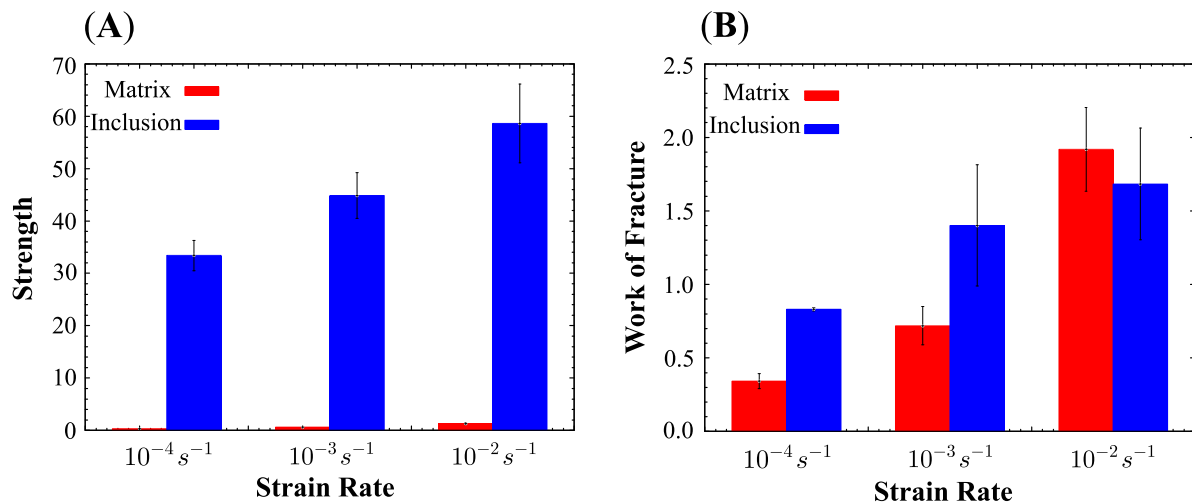 (A)
70
60
50
40
30
20
10
0
Strength
Matrix
Inclusion
10⁻⁴ s⁻¹ 10⁻³ s⁻¹ 10⁻² s⁻¹
Strain Rate
(B)
2.5
2.0
1.5
1.0
0.5
0.0
Work of Fracture
Matrix
Inclusion
10⁻⁴ s⁻¹ 10⁻³ s⁻¹ 10⁻² s⁻¹
Strain Rate